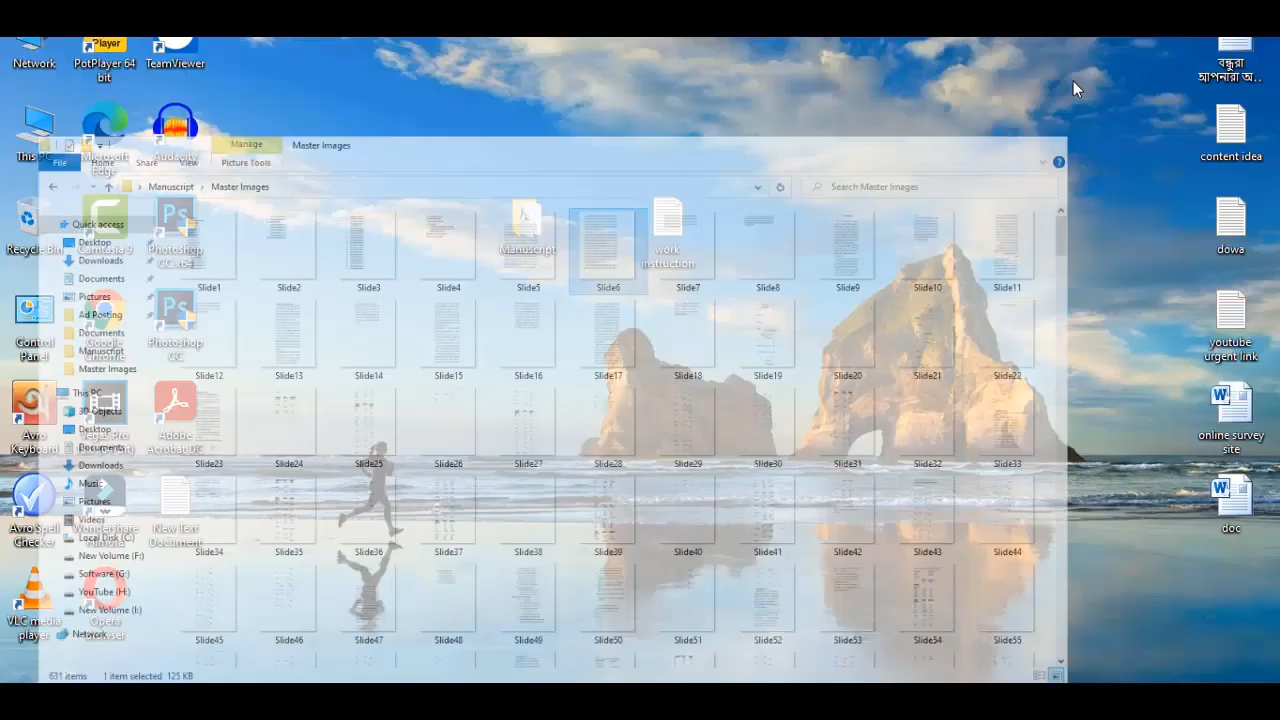 Network
Player
PotPlayer 64
bit
TeamViewer
বন্ধুরা
আপনারা অ...
This PC
Microsoft
Edge
Audacity
content idea
Manage
Master Images
File
Home
Share
View
Picture Tools
Manuscript
Master Images
Search Master Images
Recycle Bin
Camtasia 9
Photoshop
CC x64
Manuscript
work
instruction
dowa
Quick access
Desktop
Downloads
Documents
Pictures
Ad Posting
Documents
Manuscript
Master Images
This PC
3D Objects
Desktop
Documents
Downloads
Music
Pictures
Videos
Local Disk (C:)
New Volume (F:)
Software (G:)
YouTube (H:)
New Volume (I:)
Network
Slide1
Slide2
Slide3
Slide4
Slide5
Slide6
Slide7
Slide8
Slide9
Slide10
Slide11
Control
Panel
Google
Chrome
Photoshop
CC
youtube
urgent link
Slide12
Slide13
Slide14
Slide15
Slide16
Slide17
Slide18
Slide19
Slide20
Slide21
Slide22
Avro
Keyboard
Vegas Pro
Adobe
Acrobat DC
online survey
site
Slide23
Slide24
Slide25
Slide26
Slide27
Slide28
Slide29
Slide30
Slide31
Slide32
Slide33
Avro Spell
Checker
Wondershare
New Text
Document
doc
Slide34
Slide35
Slide36
Slide37
Slide38
Slide39
Slide40
Slide41
Slide42
Slide43
Slide44
VLC media
player
Opera
Browser
Slide45
Slide46
Slide47
Slide48
Slide49
Slide50
Slide51
Slide52
Slide53
Slide54
Slide55
631 items
1 item selected 125 KB